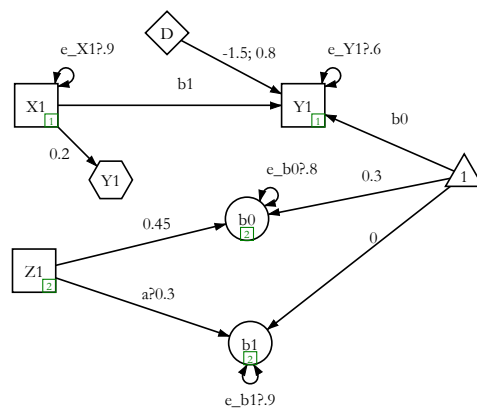 D
e_X1?.9
-1.5; 0.8
e_Y1?.6
b1
X1
1
Y1
1
b0
0.2
Y1
1
e_b0?.8
0.3
0.45
b0
2
0
Z1
2
a?0.3
b1
2
e_b1?.9